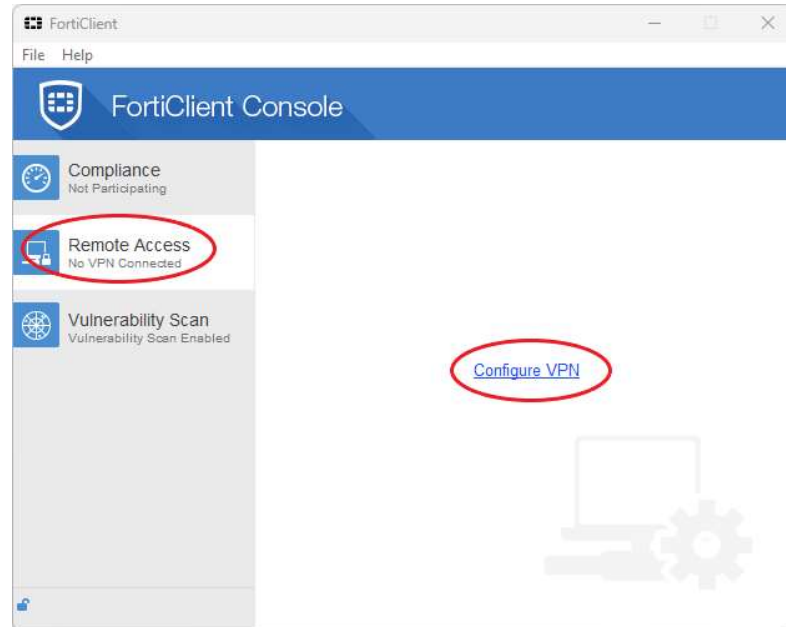 FortiClient
File Help
FortiClient Console
Compliance
Not Participating
Remote Access
No VPN Connected
Vulnerability Scan
Vulnerability Scan Enabled
Configure VPN